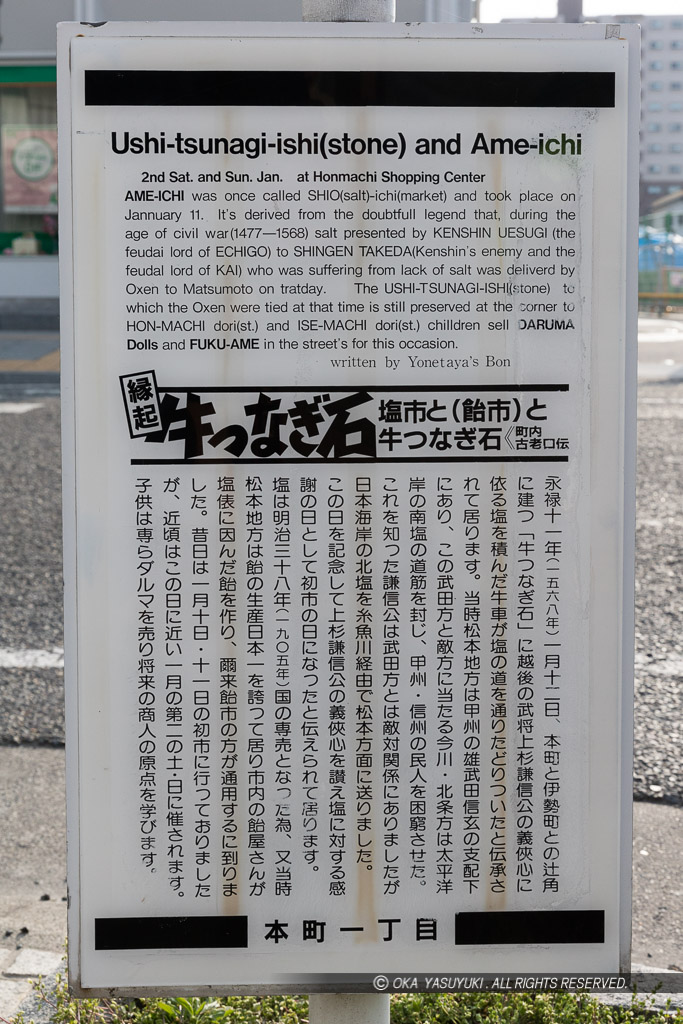 Ushi-tsunagi-ishi(stone) and Ame-ichi
2nd Sat. and Sun. Jan. at Honmachi Shopping Center
AME-ICHI was once called SHIO(salt)-ichi(market) and took place on
Jannuary 11. It's derived from the doubtfull legend that, during the
age of civil war(1477—1568) salt presented by KENSHIN UESUGI (the
feudai lord of ECHIGO) to SHINGEN TAKEDA(Kenshin's enemy and the
feudal lord of KAI) who was suffering from lack of salt was deliverd by
Oxen to Matsumoto on tratday. The USHI-TSUNAGI-ISHI(stone) to
which the Oxen were tied at that time is still preserved at the corner to
HON-MACHI dori(st.) and ISE-MACHI dori(st.) chilldren sell DARUMA
Dolls and FUKU-AME in the street's for this occasion.
written by Yonetaya's Bon
縁起
牛つなぎ石
塩市と(飴市)と
牛つなぎ石《町内古老口伝
永禄十一年(一五六八年)一月十二日、本町と伊勢町との辻角
に建つ「牛つなぎ石」に越後の武将上杉謙信公の義俠心に
依る塩を積んだ牛車が塩の道を通りたどりついたと伝承さ
れて居ります。当時松本地方は甲州の雄武田信玄の支配下
にあり、この武田方と敵方に当たる今川・北条方は太平洋
岸の南塩の道筋を封じ、甲州・信州の民人を困窮させた。
これを知った謙信公は武田方とは敵対関係にありましたが
日本海岸の北塩を糸魚川経由で松本方面に送りました。
この日を記念して上杉謙信公の義俠心を讃え塩に対する感
謝の日として初市の日になったと伝えられて居ります。
塩は明治三十八年(一九〇五年)国の専売となった為、又当時
松本地方は飴の生産日本一を誇って居り市内の飴屋さんが
塩俵に因んだ飴を作り、爾来飴市の方が通用するに到りま
した。昔日は一月十日・十一日の初市に行っておりました
が、近頃はこの日に近い一月の第二の土・日に催されます。
子供は専らダルマを売り将来の商人の原点を学びます。
本町一丁目
© OKA YASUYUKI. ALL RIGHTS RESERVED.